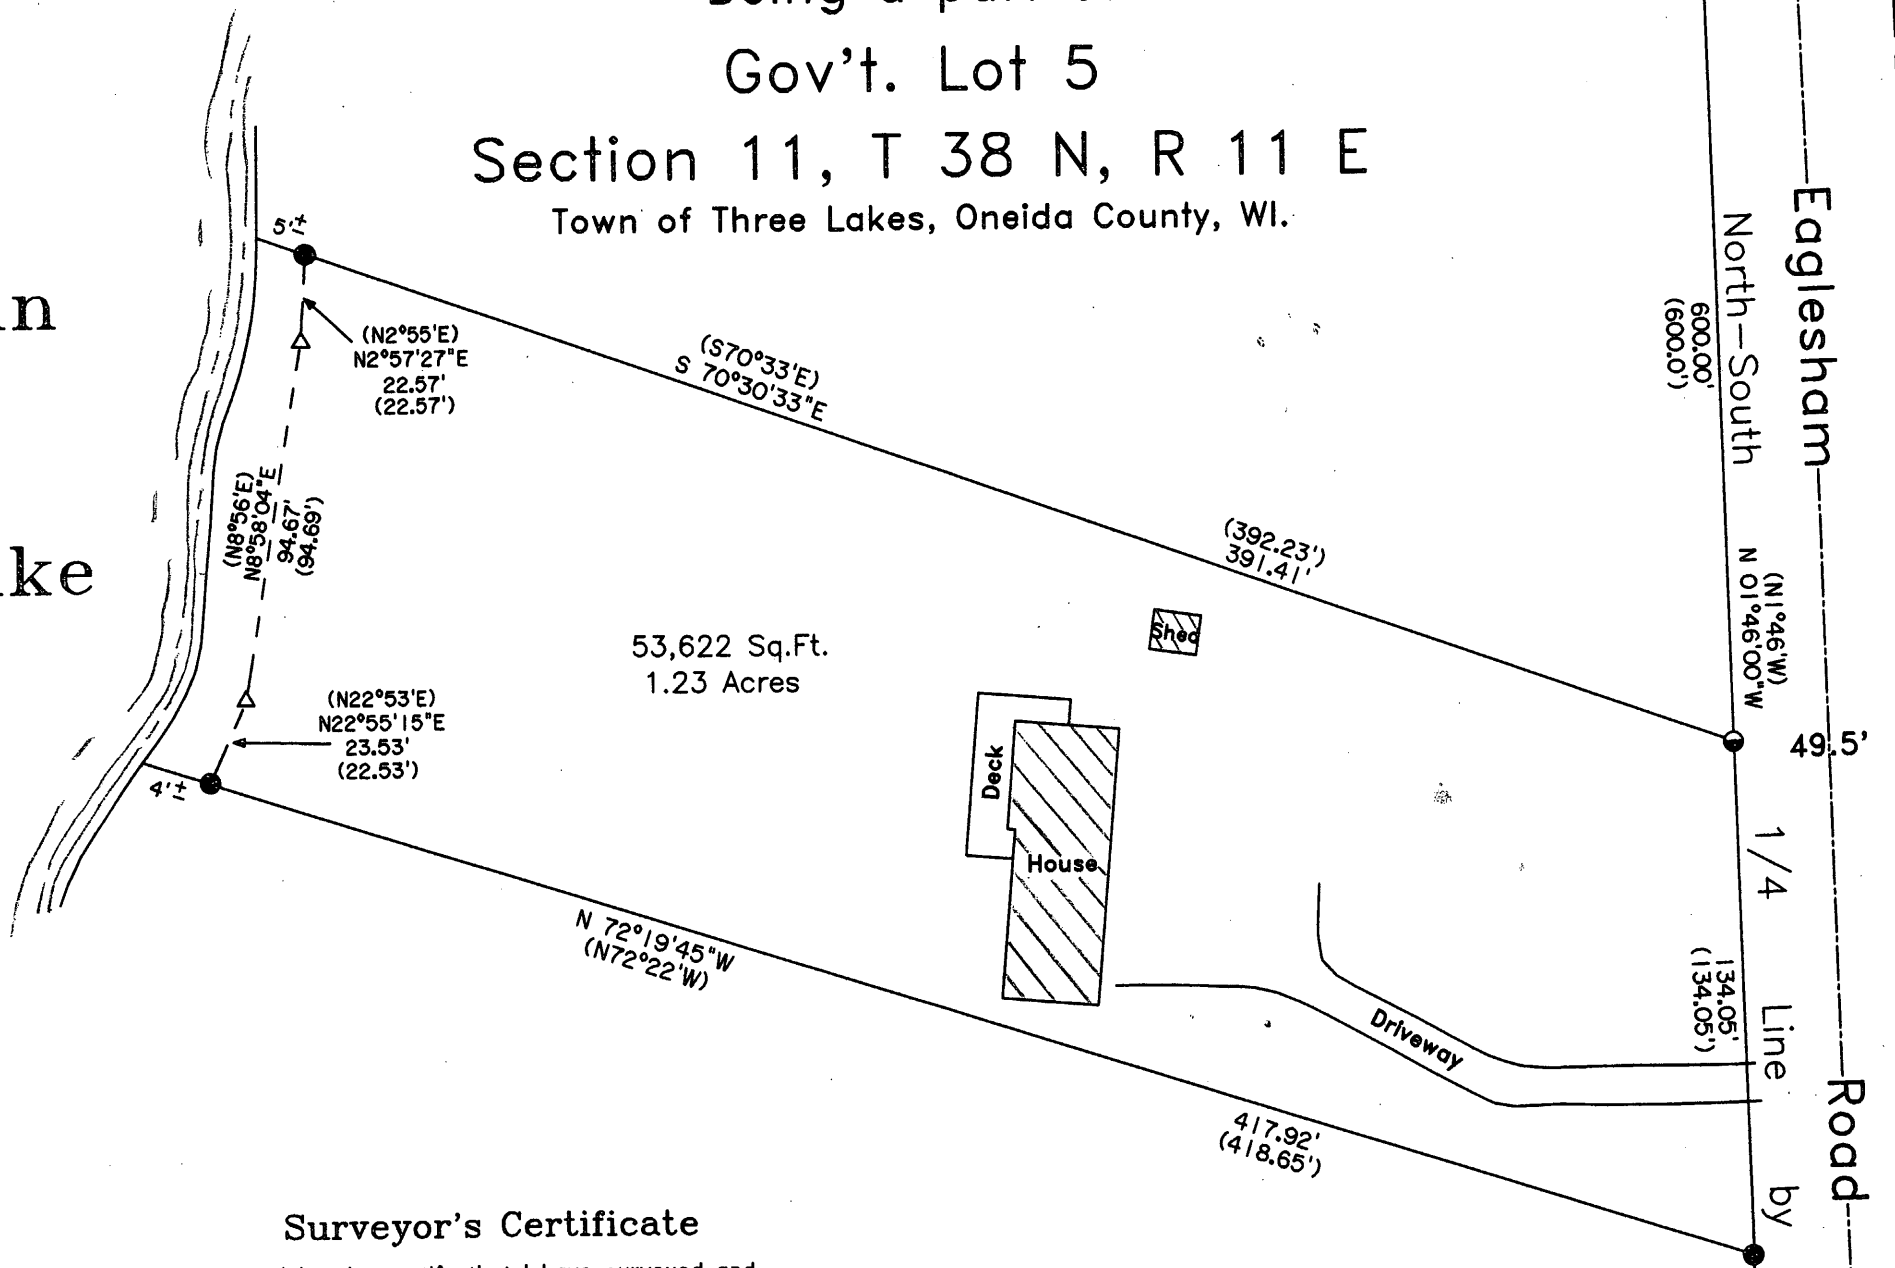 Being a part
Gov't. Lot 5
Section 11, T 38 N, R 11 E
Town of Three Lakes, Oneida County, WI.
5'±
(N2°55'E)
N2°57'27"E
22.57'
(22.57')
(S70°33'E)
S 70°30'33"E
(392.23')
391.41'
600.00'
(600.0')
North-South
Eaglesham
(N8°56'E)
N8°58'04"E
94.67'
(94.69')
53,622 Sq.Ft.
1.23 Acres
Shed
(N1°46'W)
N 01°46'00"W
49.5'
(N22°53'E)
N22°55'15"E
23.53'
(22.53')
4'±
Deck
House
N 72°19'45"W
(N72°22'W)
Driveway
134.05'
(134.05')
1/4 Line by
Road
417.92'
(418.65')
Surveyor's Certificate